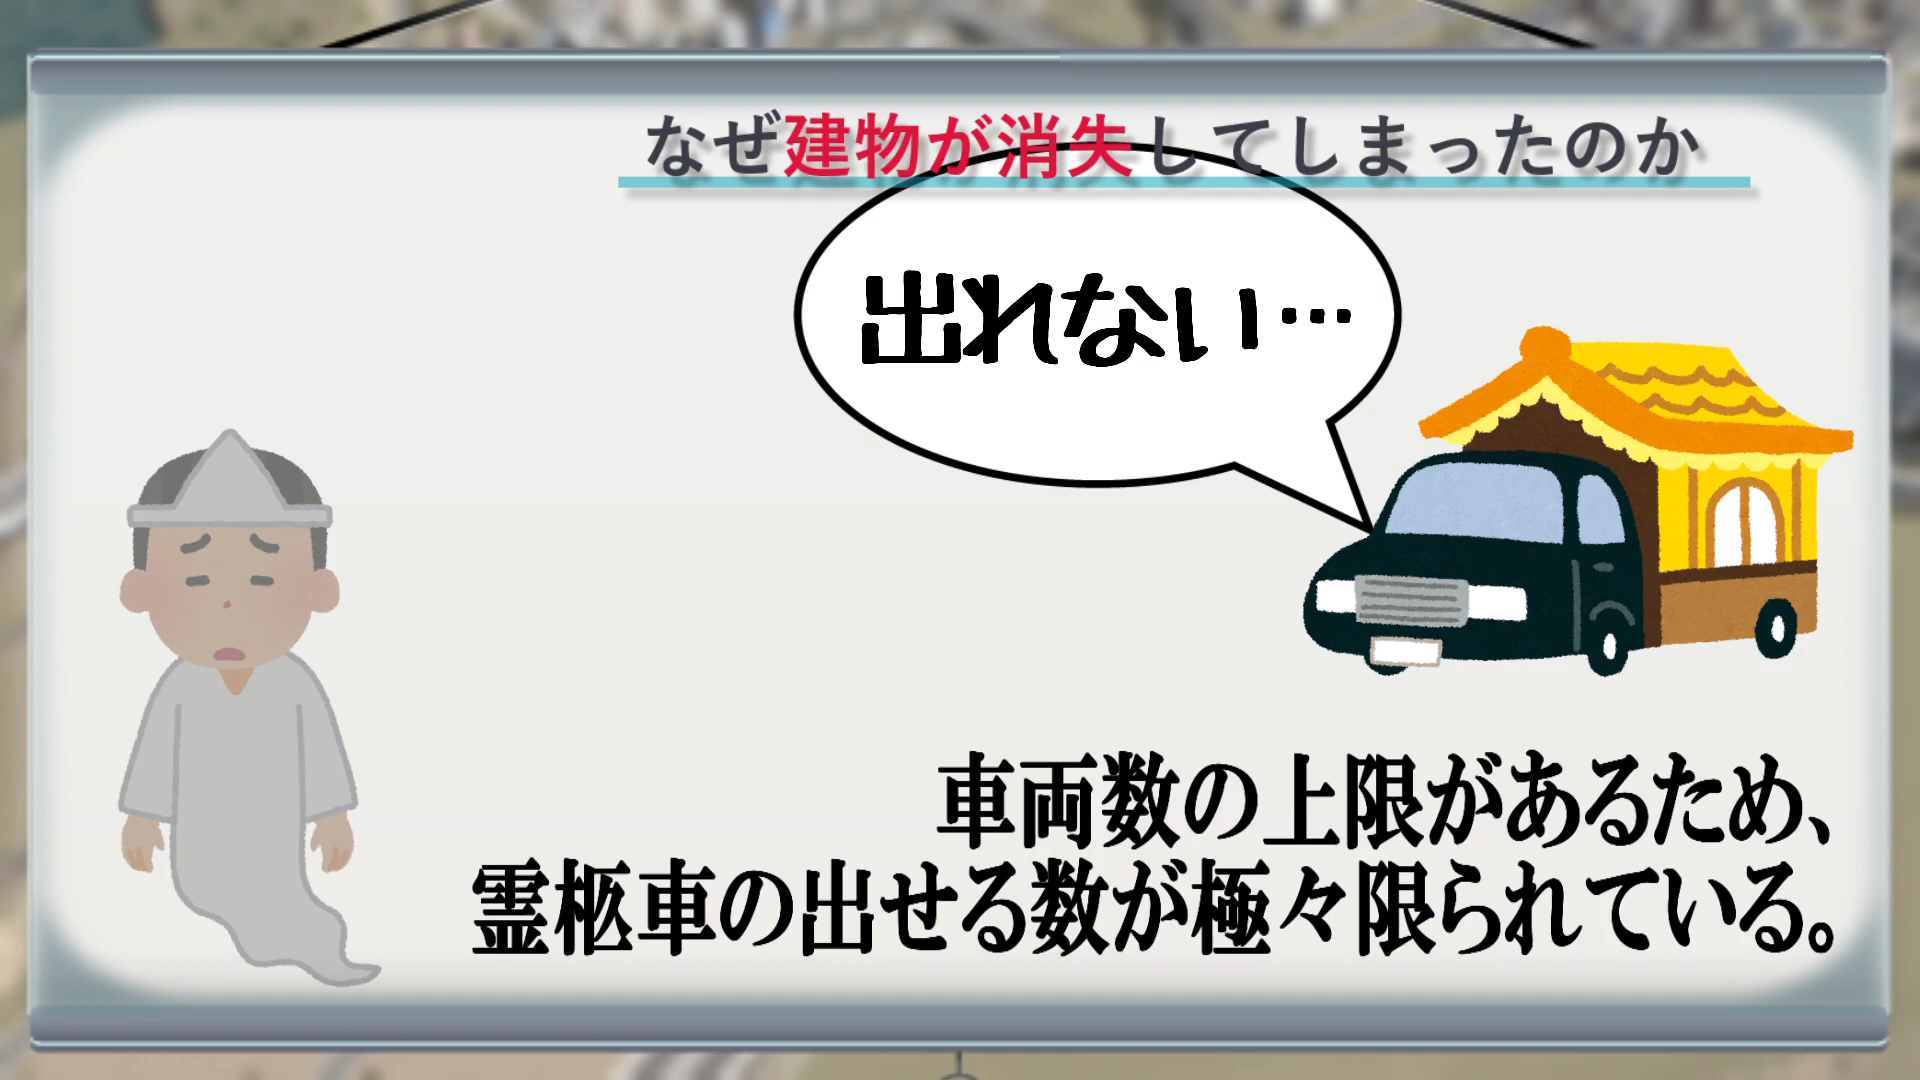 なぜ建物が消失してしまったのか
出れない…
車両数の上限があるため、
霊柩車の出せる数が極々限られている。